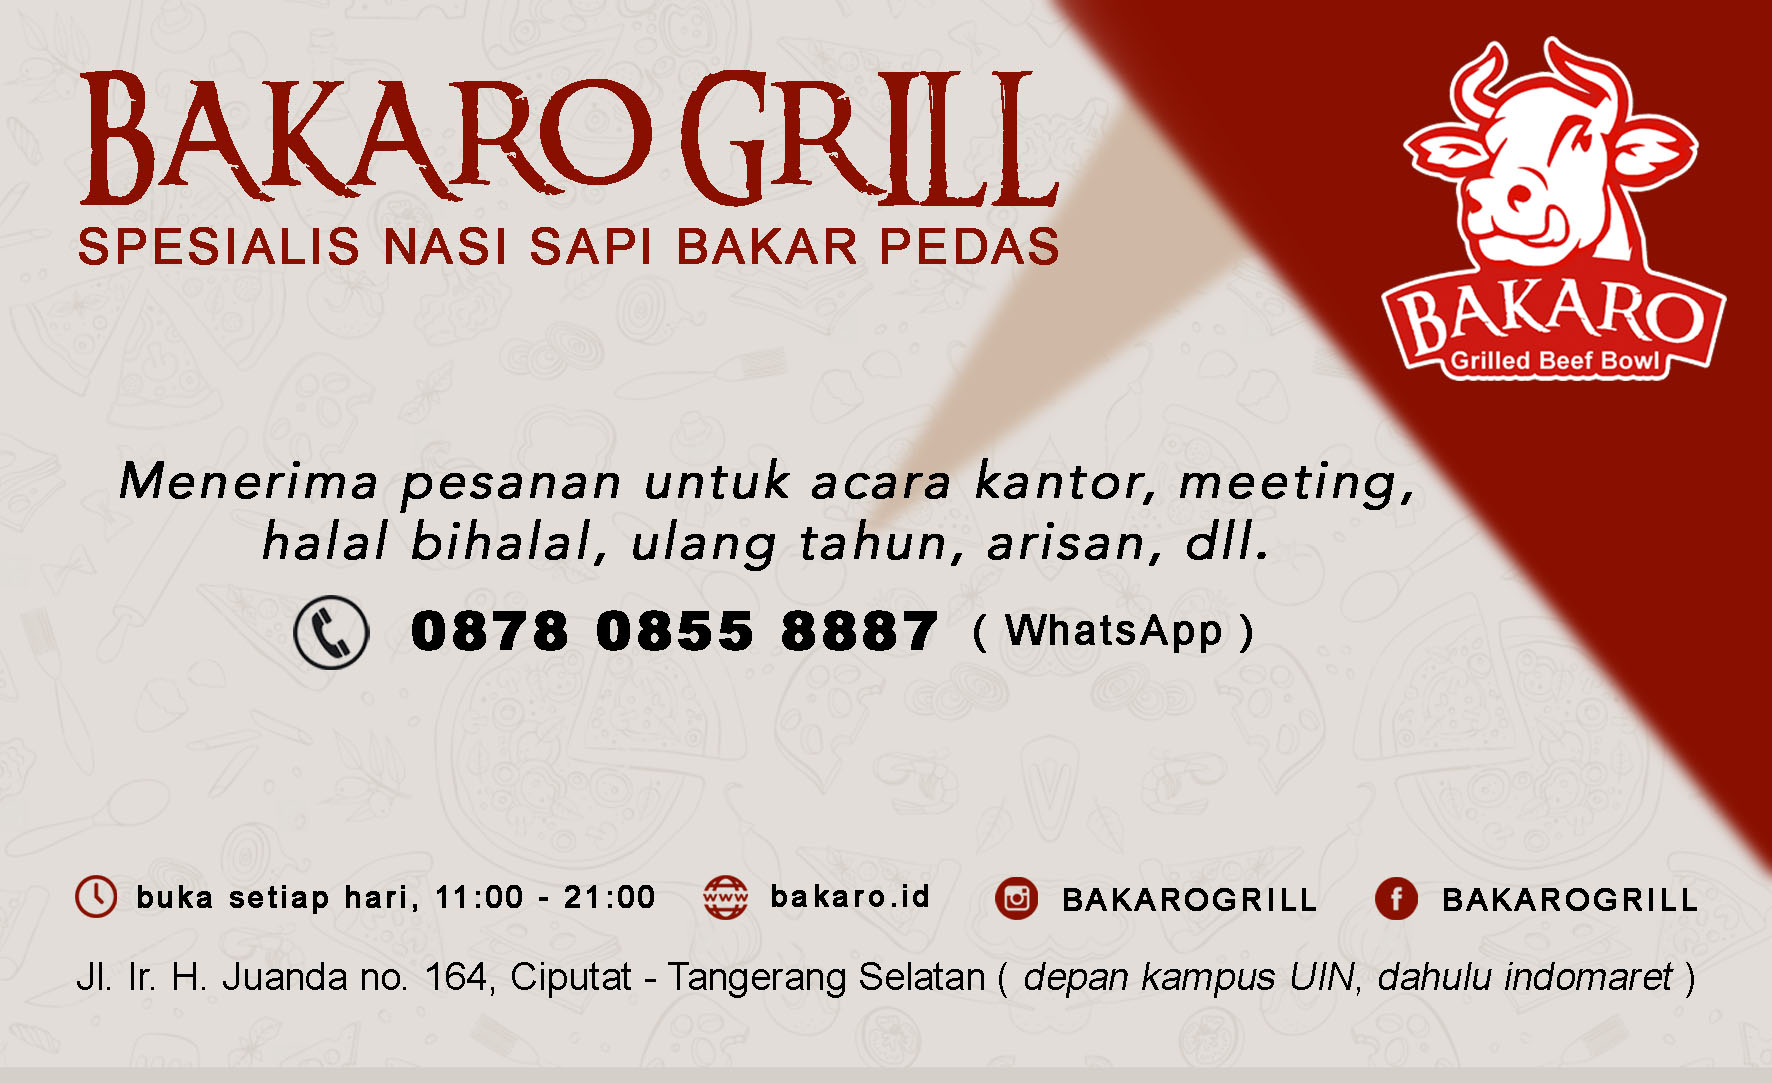 BAKARO GRILL
SPESIALIS NASI SAPI BAKAR PEDAS
BAKARO
Grilled Beef Bowl
Menerima pesanan untuk acara kantor, meeting,
halal bihalal, ulang tahun, arisan, dll.
0878 0855 8887 ( WhatsApp )
buka setiap hari, 11:00 - 21:00
www
bakaro.id
BAKAROGRILL
f
BAKAROGRILL
Jl. Ir. H. Juanda no. 164, Ciputat - Tangerang Selatan ( depan kampus UIN, dahulu indomaret )